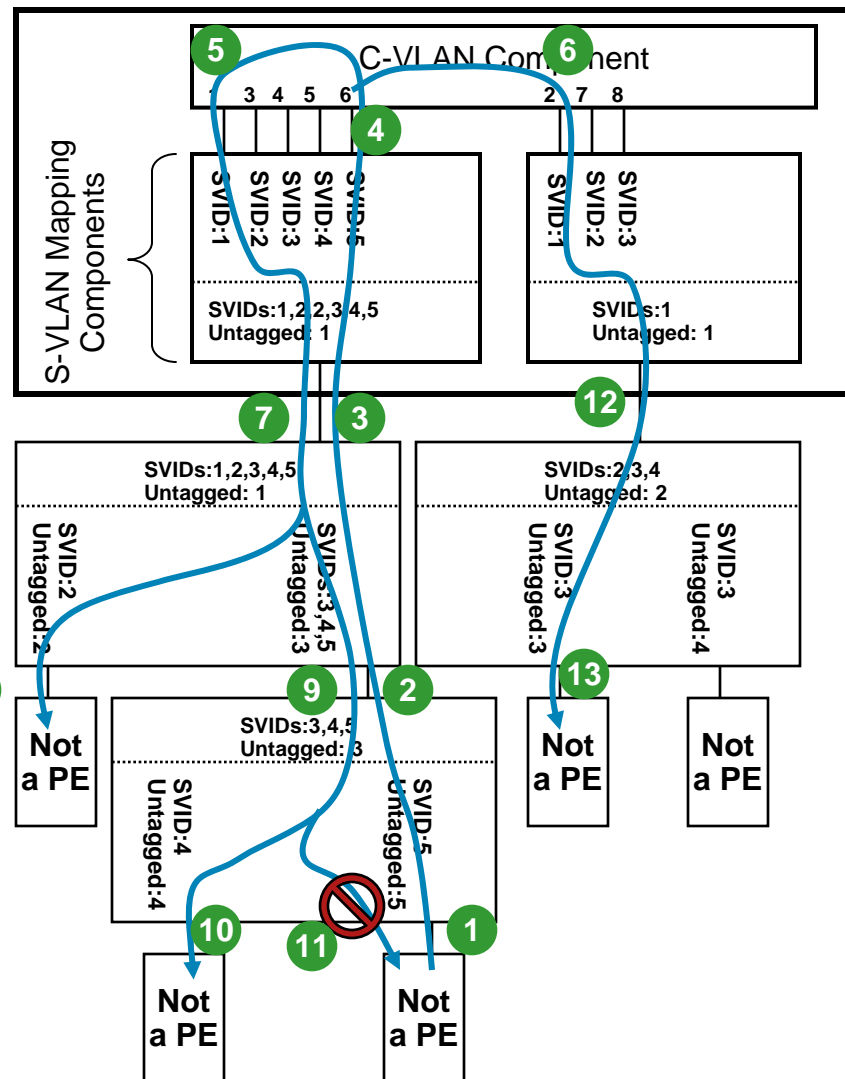 5
6
C-VLAN Component
1 3 4 5 6 2 7 8
4
S-VLAN Mapping
Components
SVID:1
SVID:2
SVID:3
SVID:4
SVID:5
SVID:1
SVID:2
SVID:3
SVIDs:1,2,2,3,4,5
Untagged: 1
SVIDs:1
Untagged: 1
7
3
12
SVIDs:1,2,3,4,5
Untagged: 1
SVIDs:2,3,4
Untagged: 2
SVID:2
Untagged:2
SVIDs:3,4,5
Untagged:3
SVID:3
Untagged:3
SVID:3
Untagged:4
9
2
13
Not
a PE
SVIDs:3,4,5
Untagged: 3
Not
a PE
Not
a PE
SVID:4
Untagged:4
SVID:5
Untagged:5
10
11
1
Not
a PE
Not
a PE